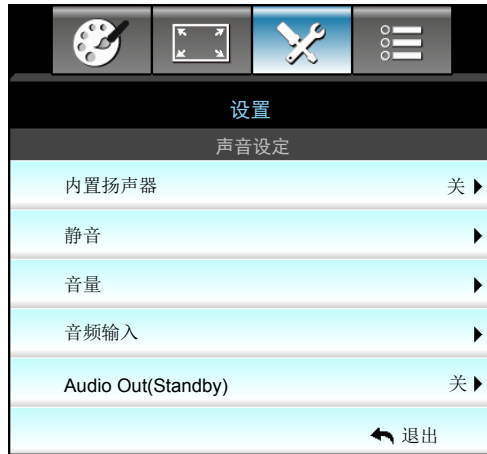 设置
声音设定
内置扬声器 关
静音
音量
音频输入
Audio Out(Standby) 关
退出